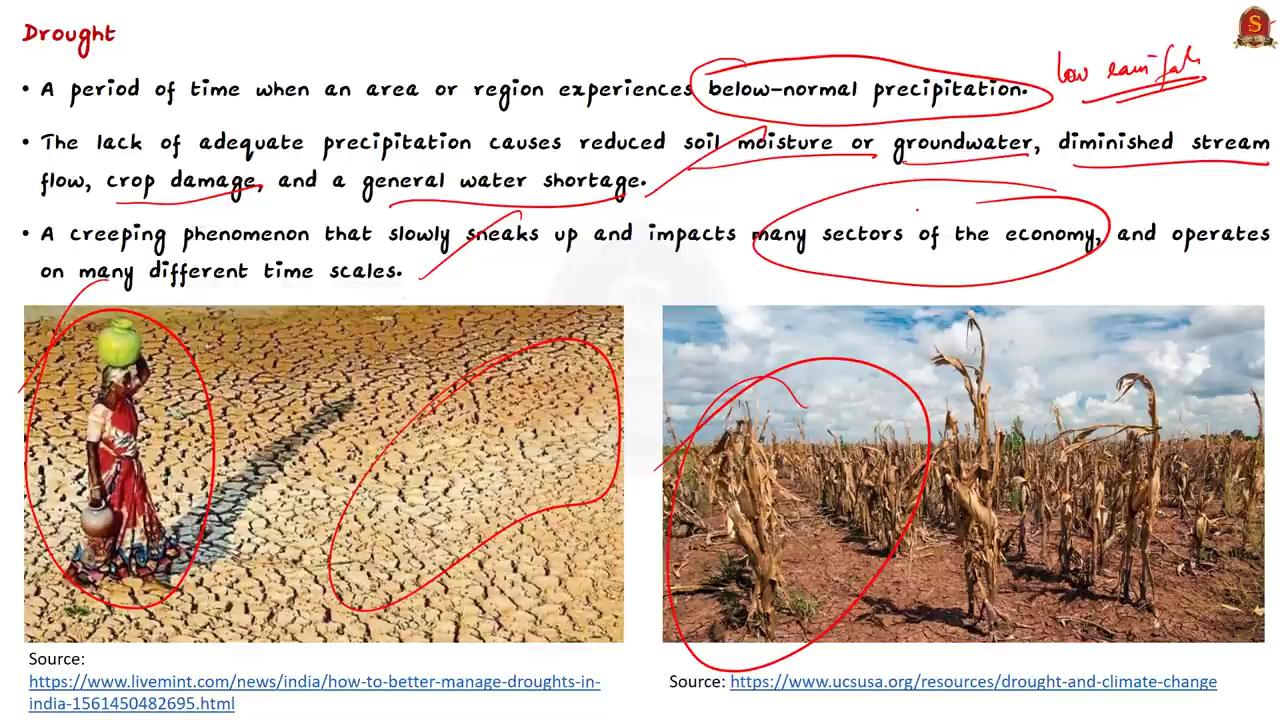 Drought
low rainfall
• A period of time when an area or region experiences below-normal precipitation.
• The lack of adequate precipitation causes reduced soil moisture or groundwater, diminished stream
flow, crop damage, and a general water shortage.
• A creeping phenomenon that slowly sneaks up and impacts many sectors of the economy, and operates
on many different time scales.
Source:
https://www.livemint.com/news/india/how-to-better-manage-droughts-in-
india-1561450482695.html
Source: https://www.ucsusa.org/resources/drought-and-climate-change